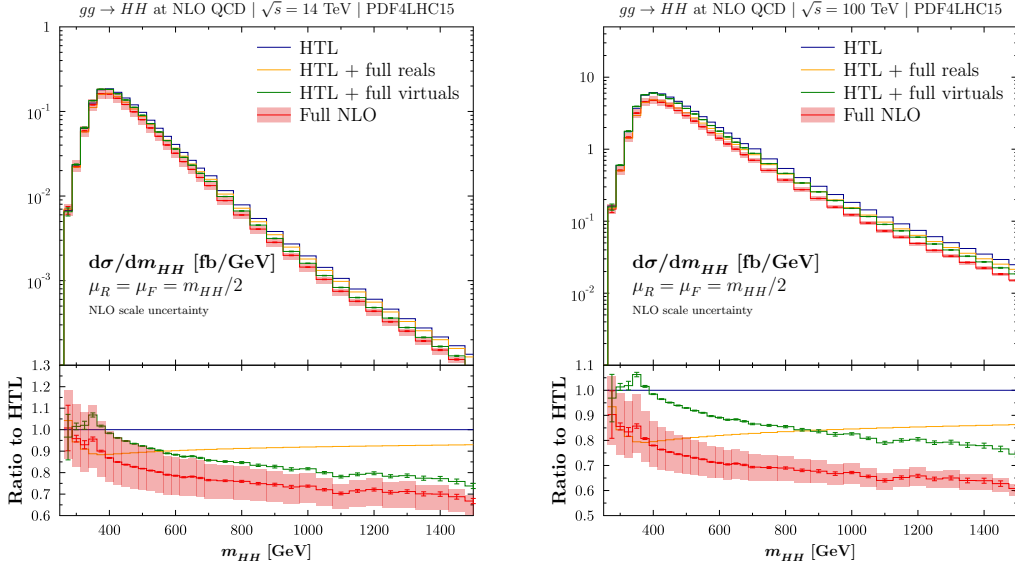 gg → HH at NLO QCD | √s = 14 TeV | PDF4LHC15
1
10⁻¹
10⁻²
10⁻³
HTL
HTL + full reals
HTL + full virtuals
Full NLO
dσ/dm_HH [fb/GeV]
μ_R = μ_F = m_HH/2
NLO scale uncertainty
Ratio to HTL
1.3
1.2
1.1
1.0
0.9
0.8
0.7
0.6
400 600 800 1000 1200 1400
m_HH [GeV]
gg → HH at NLO QCD | √s = 100 TeV | PDF4LHC15
10
1
10⁻¹
10⁻²
HTL
HTL + full reals
HTL + full virtuals
Full NLO
dσ/dm_HH [fb/GeV]
μ_R = μ_F = m_HH/2
NLO scale uncertainty
Ratio to HTL
1.1
1.0
0.9
0.8
0.7
0.6
0.5
400 600 800 1000 1200 1400
m_HH [GeV]